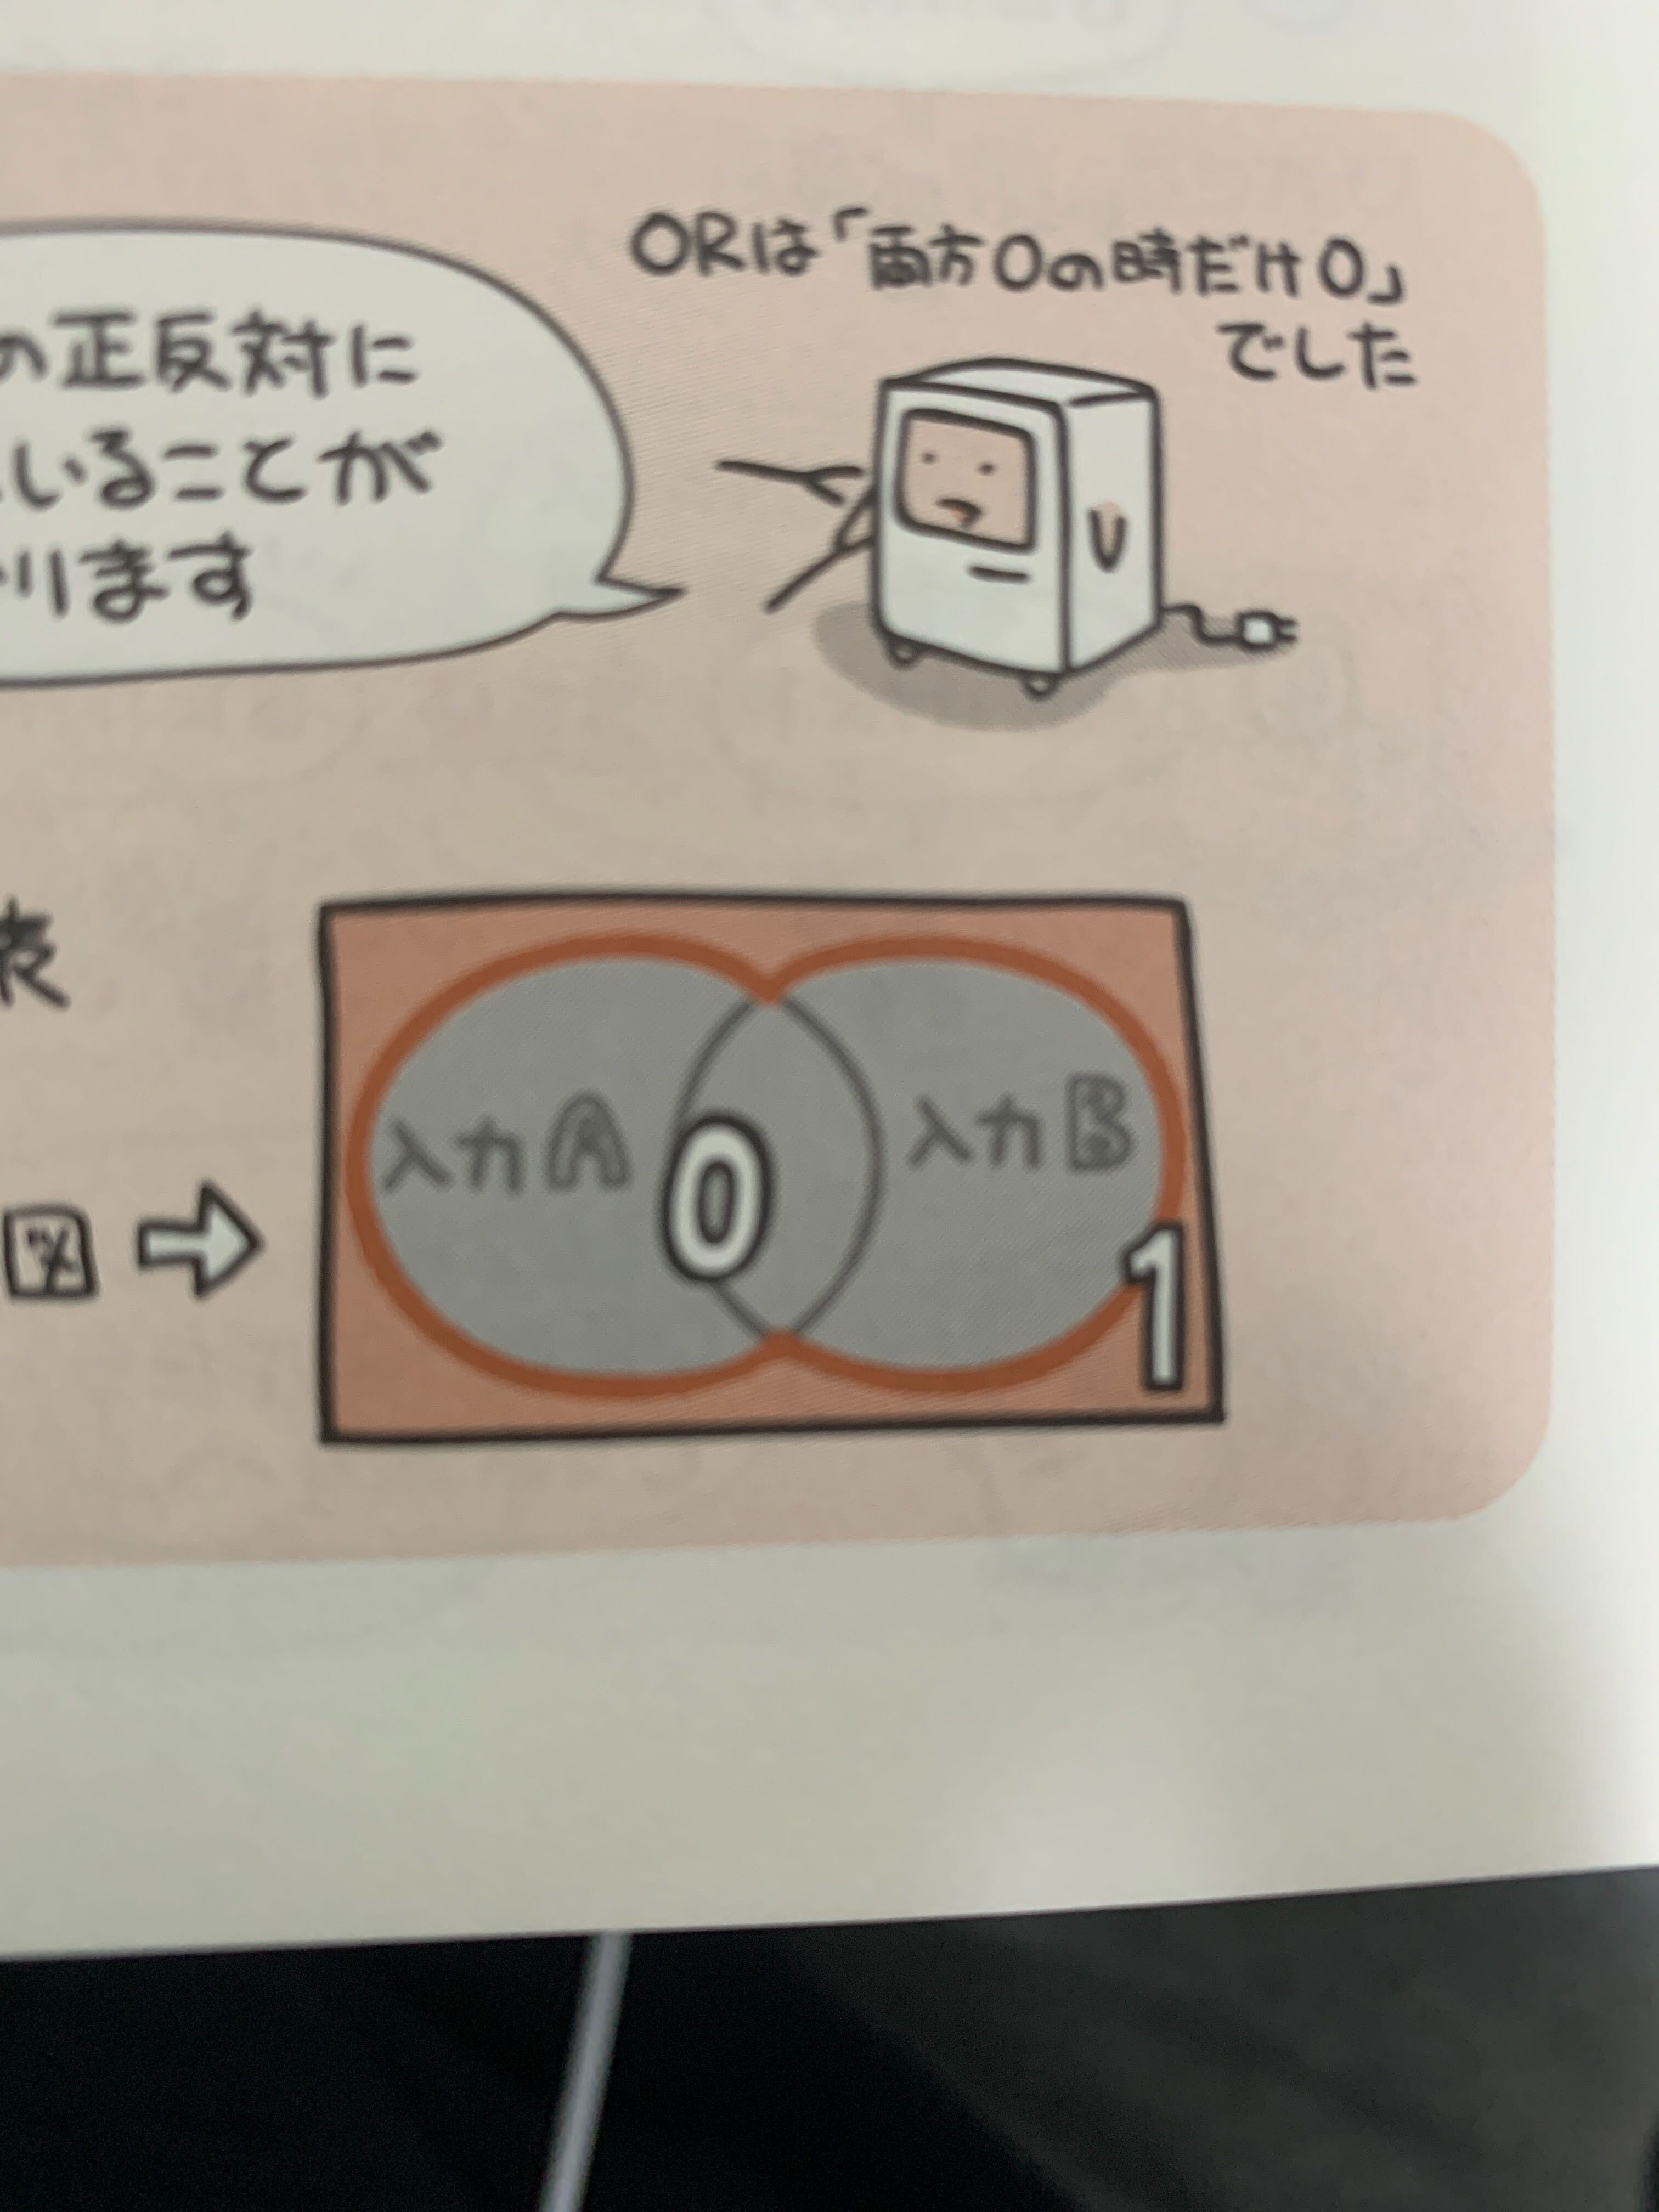 ORは「両方0の時だけ0」
でした
の正反対に
いることが
ります
表
図
入力A
入力B
0
1